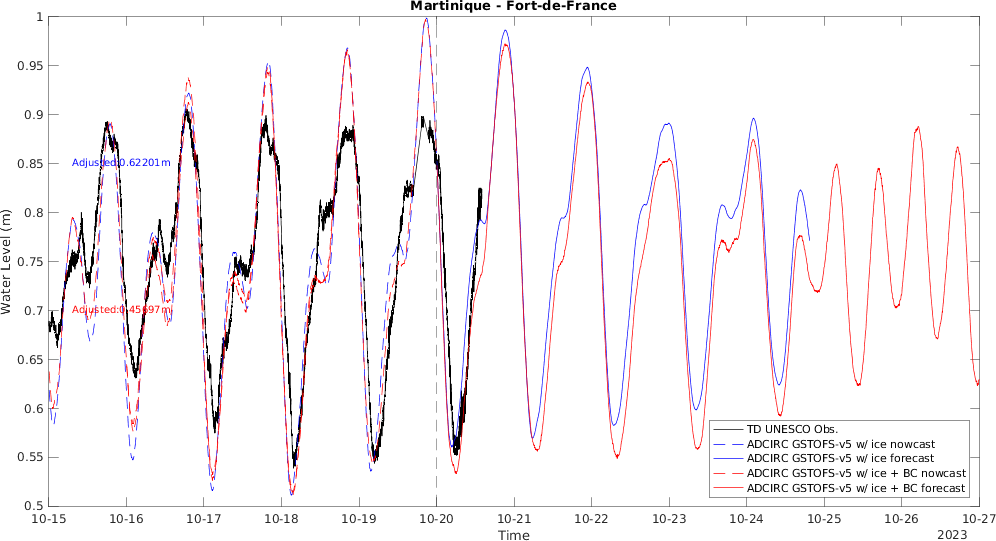 Martinique - Fort-de-France
Water Level (m)
1
0.95
0.9
0.85
0.8
0.75
0.7
0.65
0.6
0.55
0.5
Adjusted:0.62201m
Adjusted:0.45697m
TD UNESCO Obs.
ADCIRC GSTOFS-v5 w/ ice nowcast
ADCIRC GSTOFS-v5 w/ ice forecast
ADCIRC GSTOFS-v5 w/ ice + BC nowcast
ADCIRC GSTOFS-v5 w/ ice + BC forecast
10-15 10-16 10-17 10-18 10-19 10-20 10-21 10-22 10-23 10-24 10-25 10-26 10-27
Time
2023